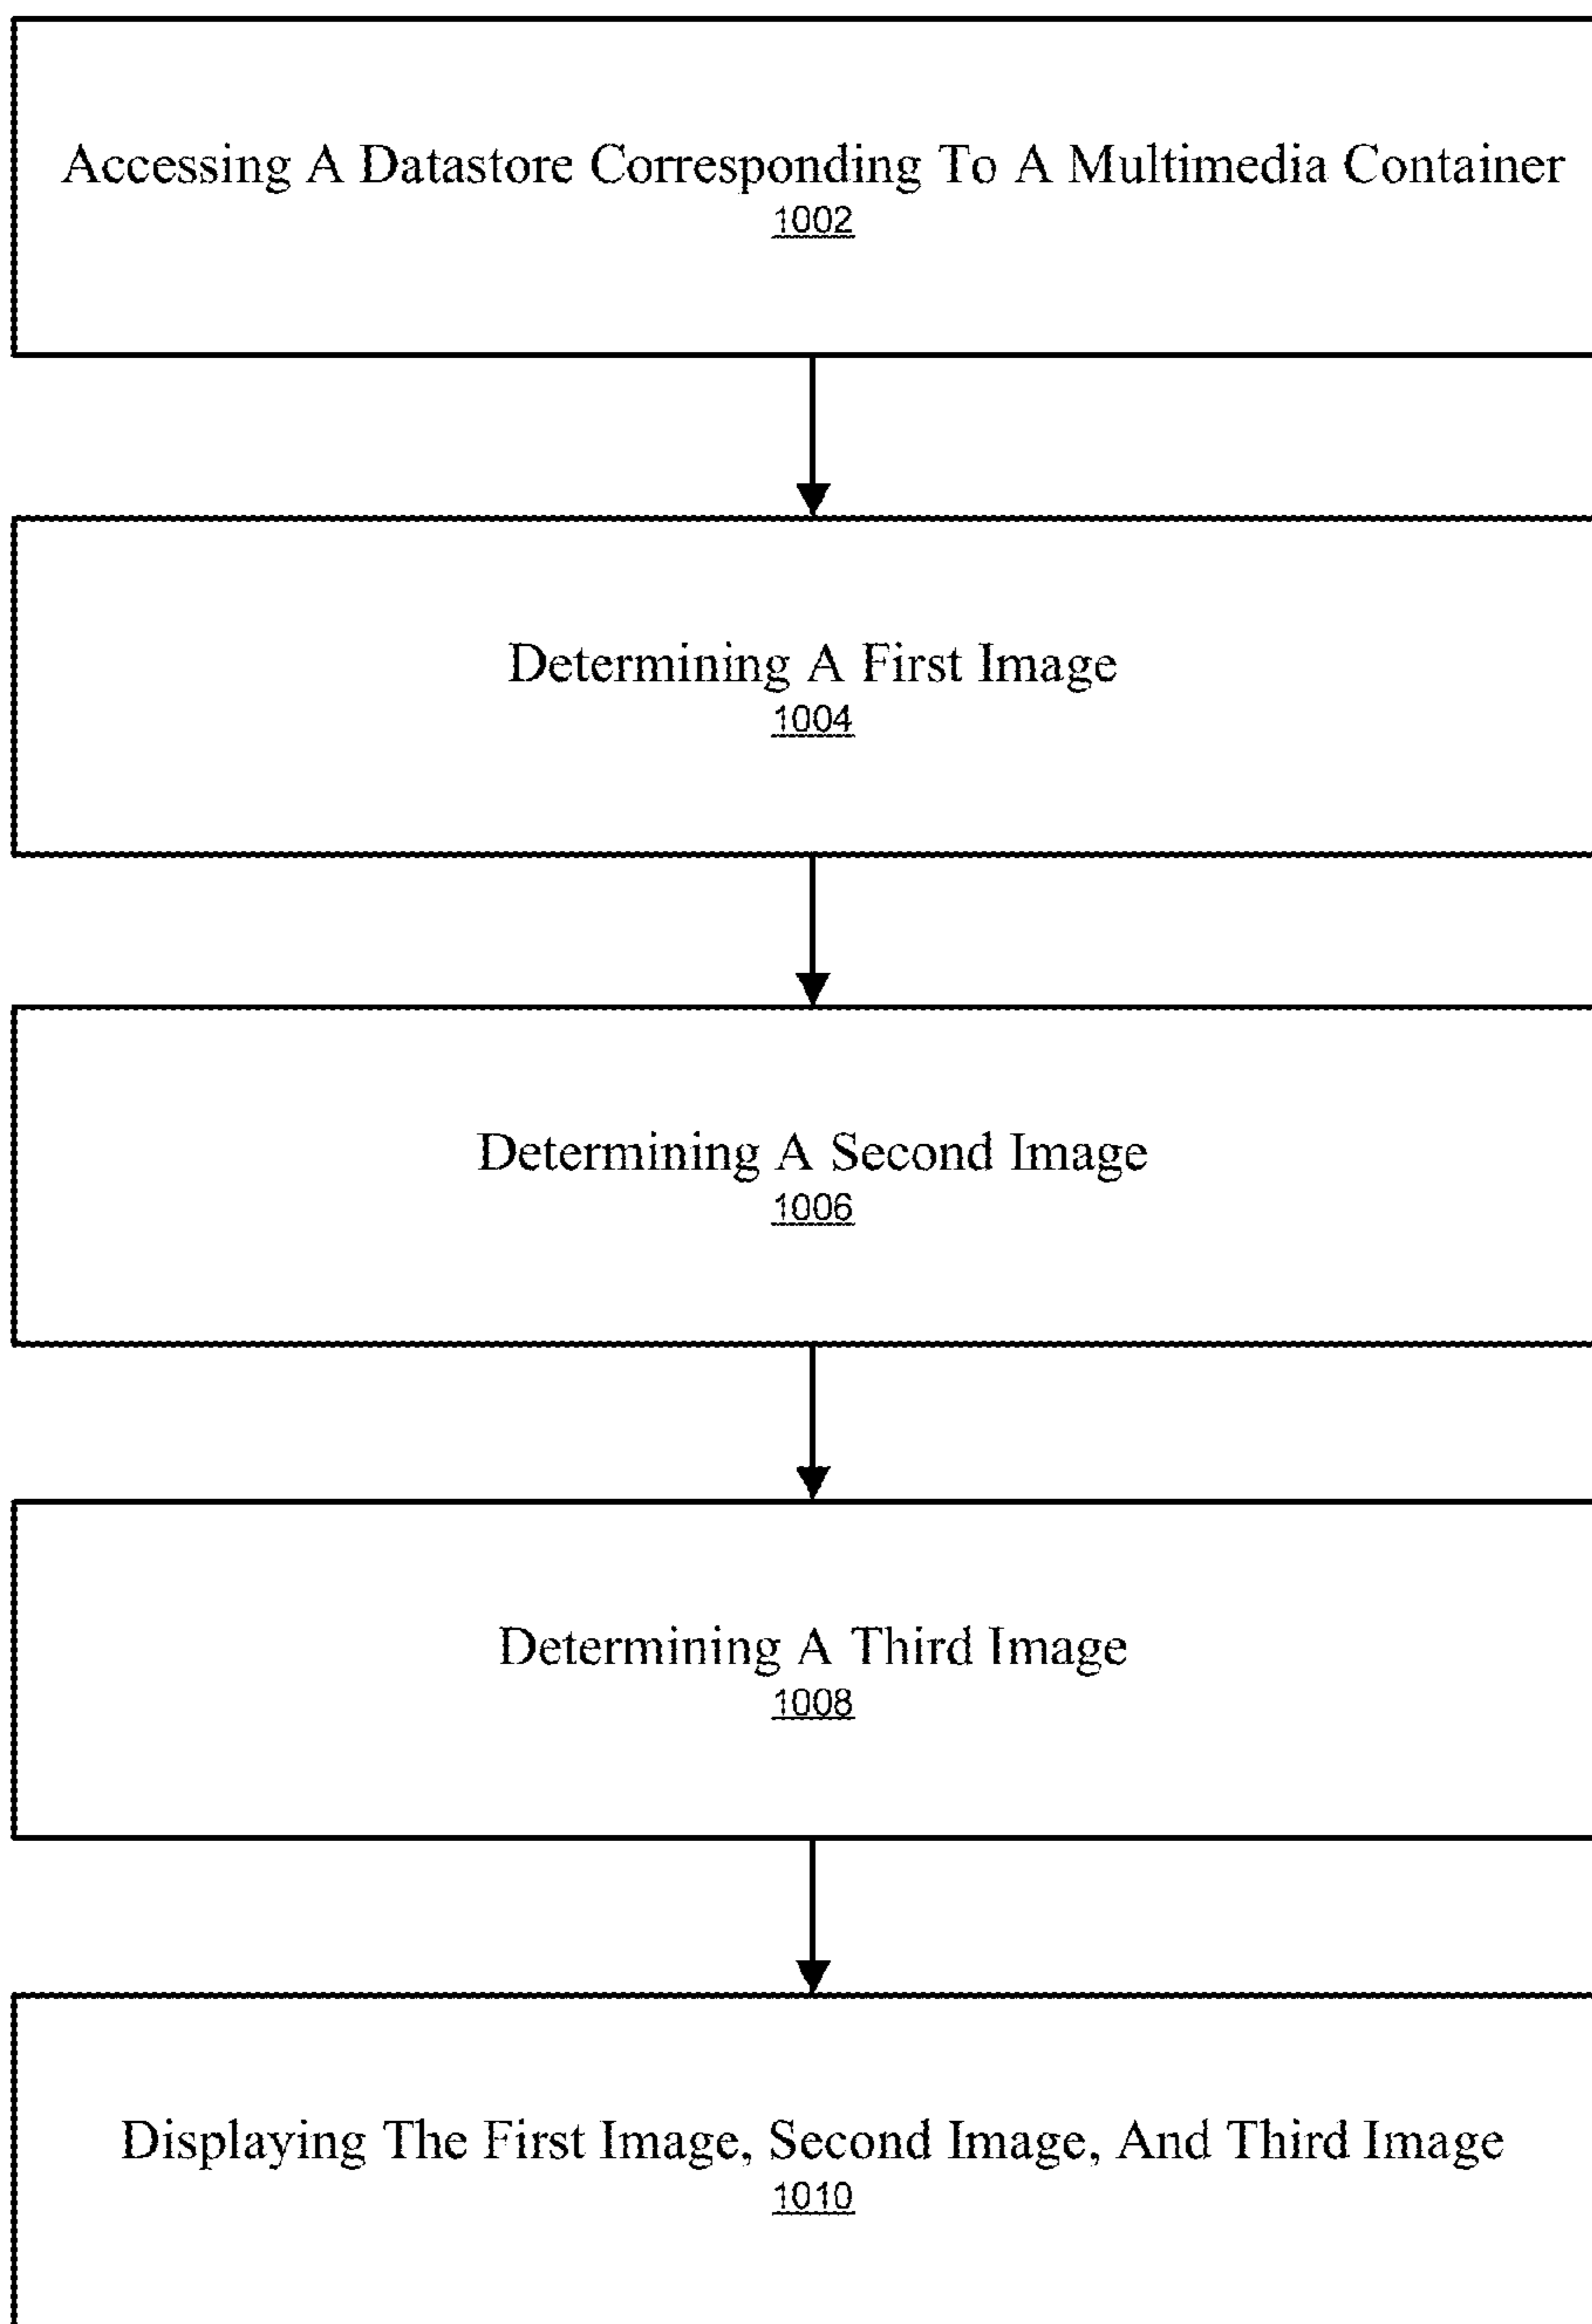 Accessing A Datastore Corresponding To A Multimedia Container
1002
Determining A First Image
1004
Determining A Second Image
1006
Determining A Third Image
1008
Displaying The First Image, Second Image, And Third Image
1010